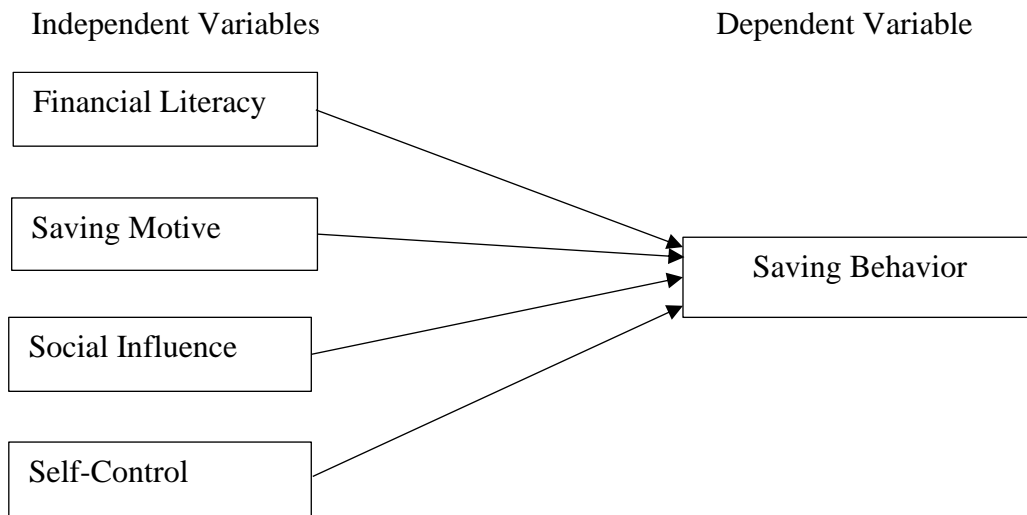 Independent Variables
Dependent Variable
Financial Literacy
Saving Motive
Saving Behavior
Social Influence
Self-Control